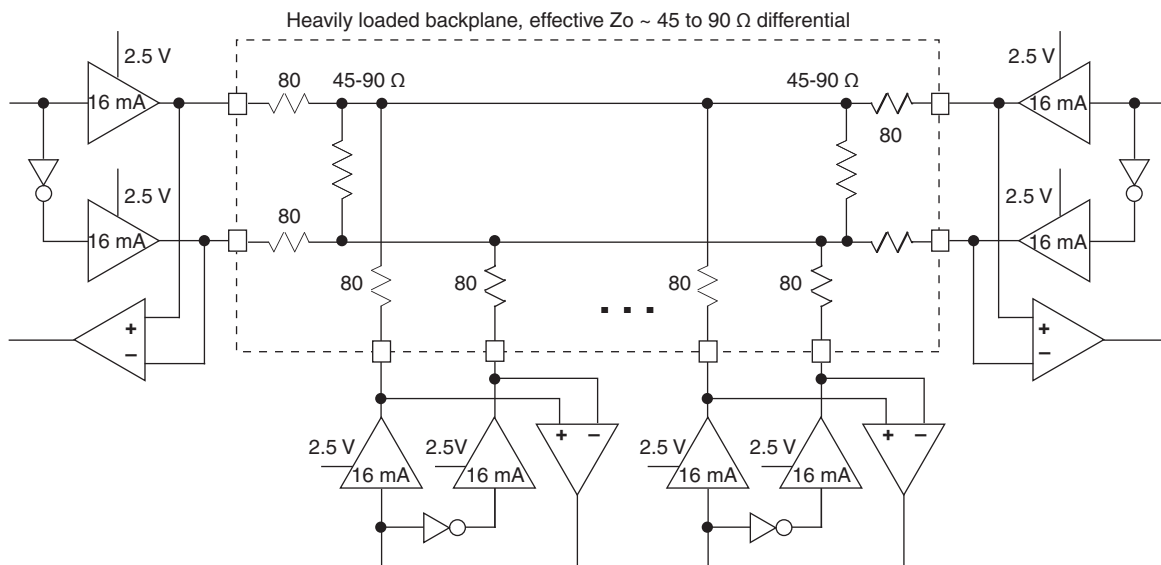 Heavily loaded backplane, effective Zo ~ 45 to 90 Ω differential
2.5 V
80
45-90 Ω
45-90 Ω
2.5 V
16 mA
16 mA
80
2.5 V
80
2.5 V
16 mA
16 mA
80
80
80
80
. . .
+
–
+
–
2.5 V
2.5V
+ –
2.5 V
2.5 V
+ –
16 mA
16 mA
16 mA
16 mA